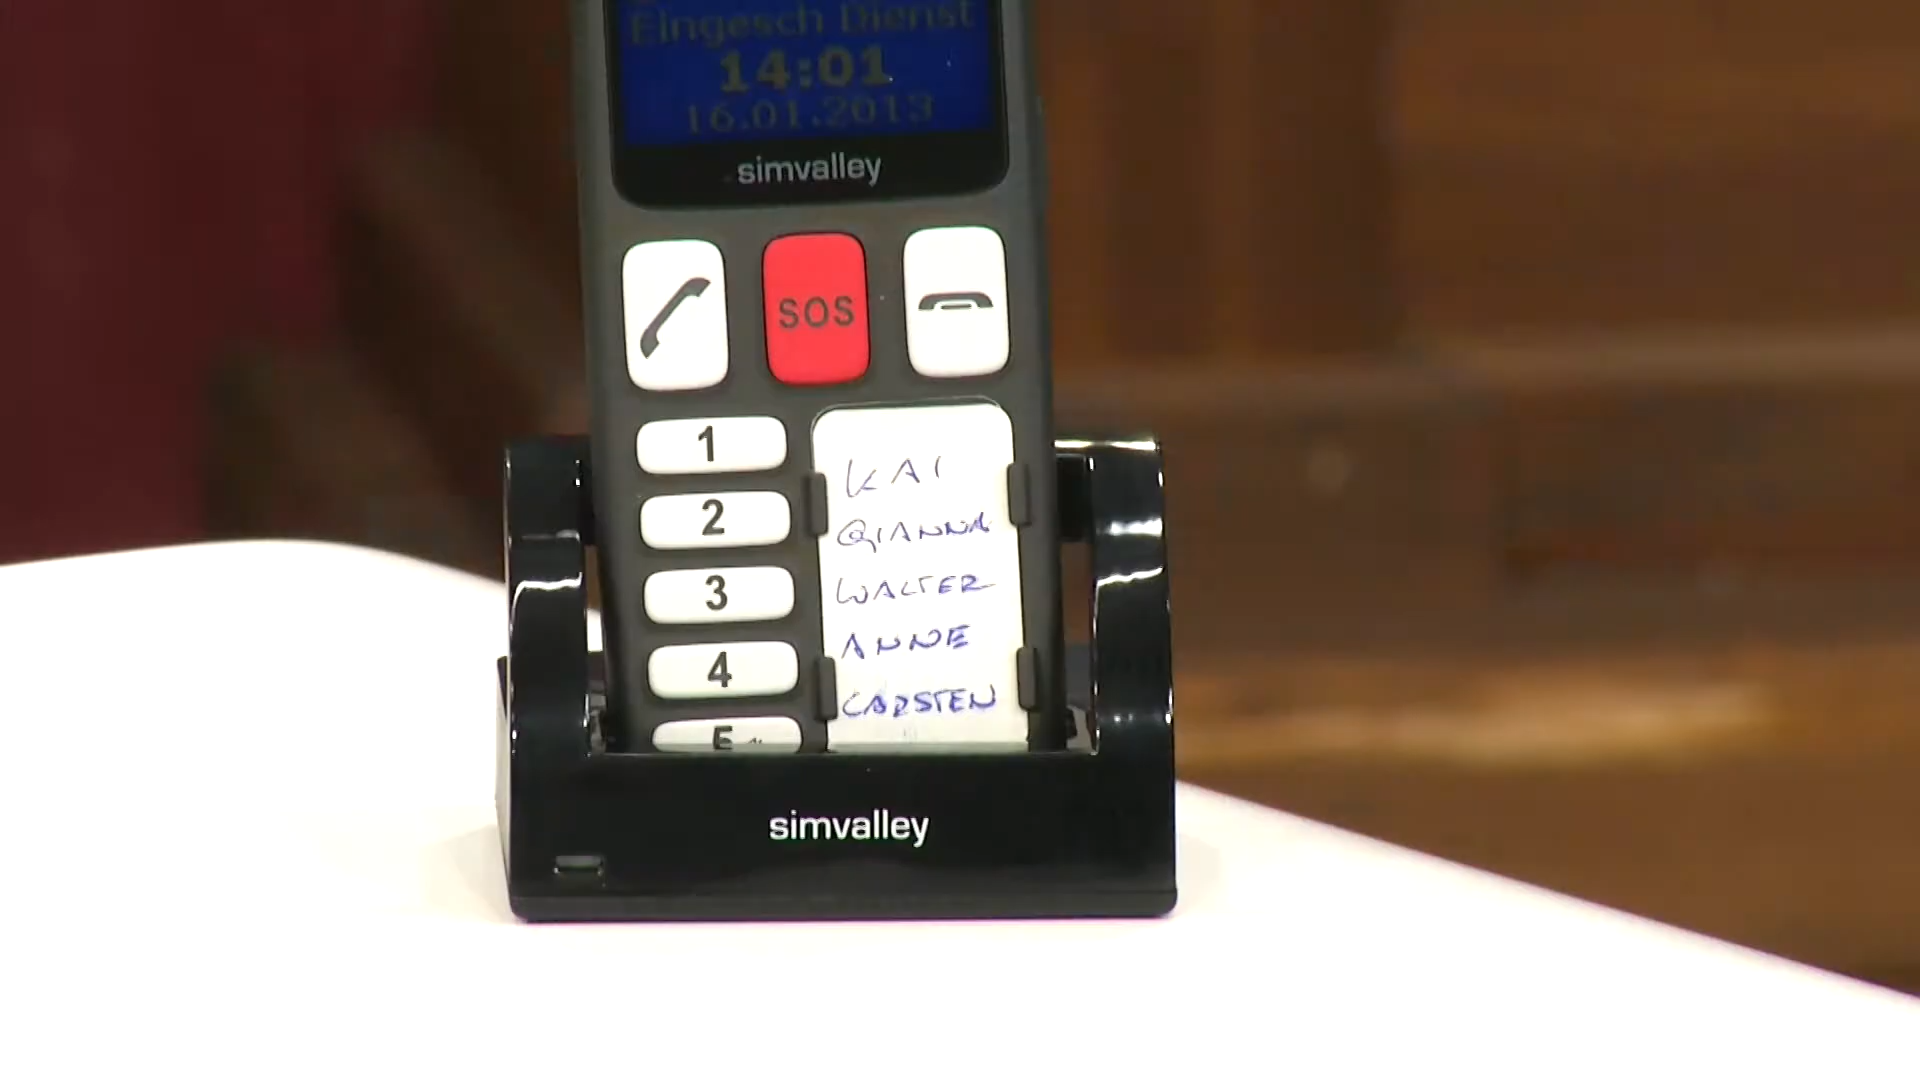 Eingesch Dienst
14:01
16.01.2013
simvalley
SOS
1
KAI
2
GIANNA
3
WALTER
4
ANNE
5
CARSTEN
simvalley